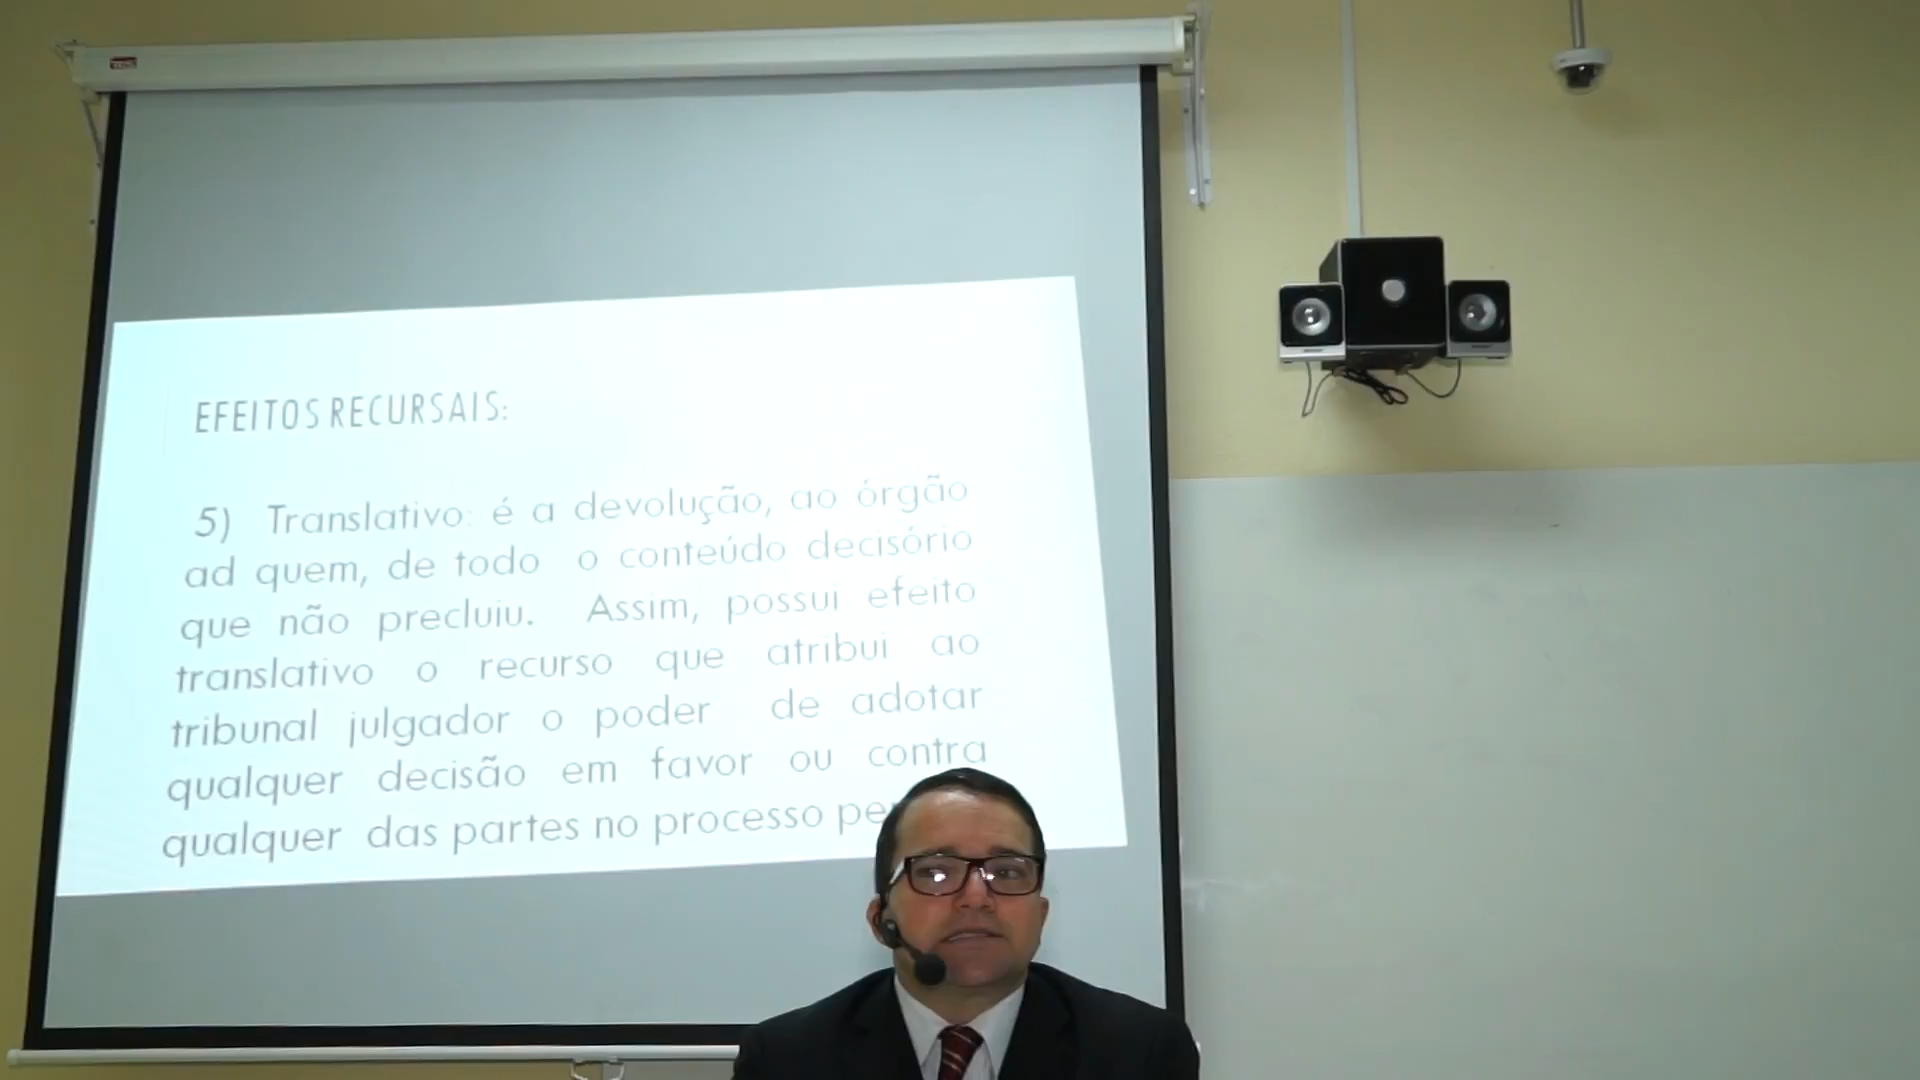 EFEITOS RECURSAIS:
5) Translativo: é a devolução, ao órgão
ad quem, de todo o conteúdo decisório
que não precluiu. Assim, possui efeito
translativo o recurso que atribui ao
tribunal julgador o poder de adotar
qualquer decisão em favor ou contra
qualquer das partes no processo pe